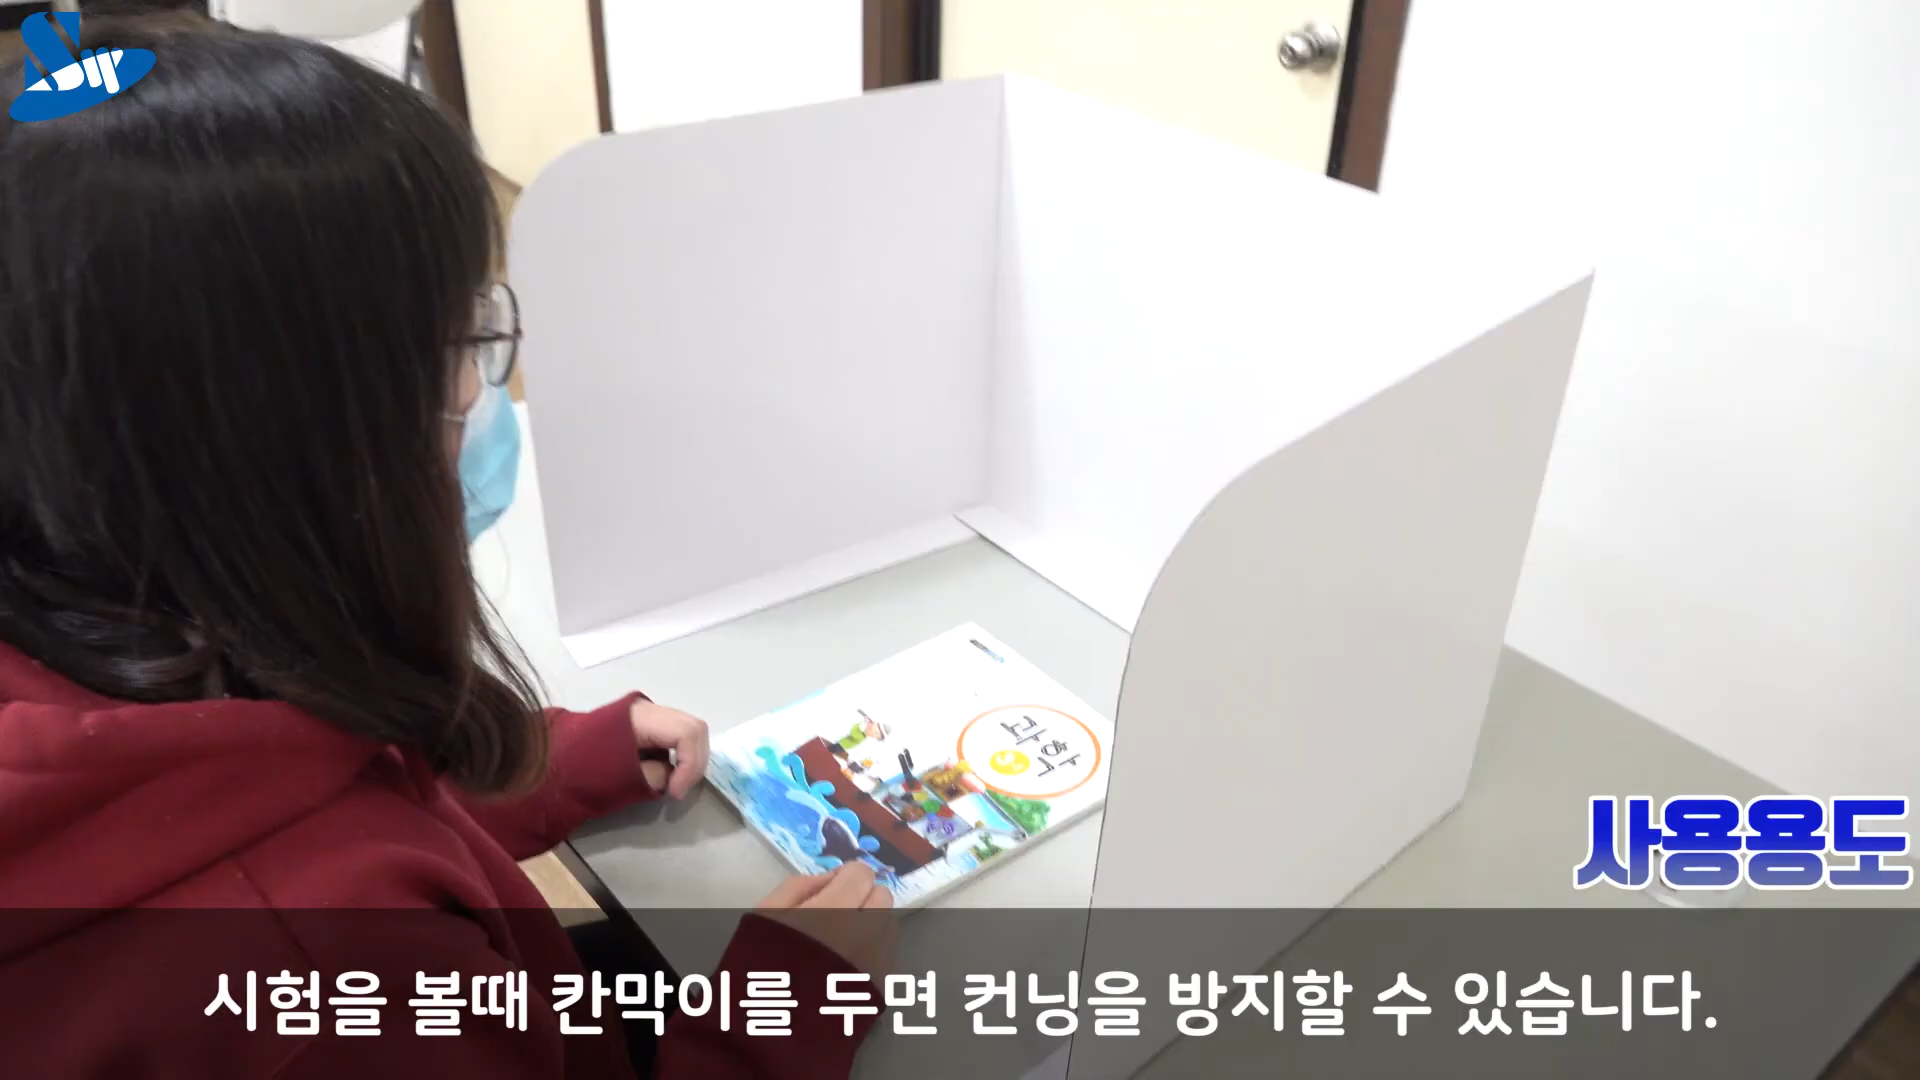 과학
사용용도
시험을 볼때 칸막이를 두면 컨닝을 방지할 수 있습니다.